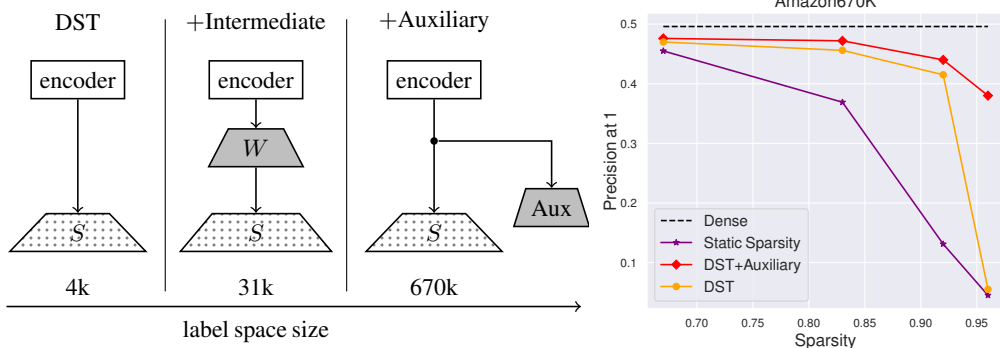 DST
+Intermediate
+Auxiliary
encoder
encoder
encoder
W
Aux
S
S
S
4k
31k
670k
label space size
Amazon670K
Precision at 1
0.5
0.4
0.3
0.2
0.1
Dense
Static Sparsity
DST+Auxiliary
DST
0.70
0.75
0.80
0.85
0.90
0.95
Sparsity